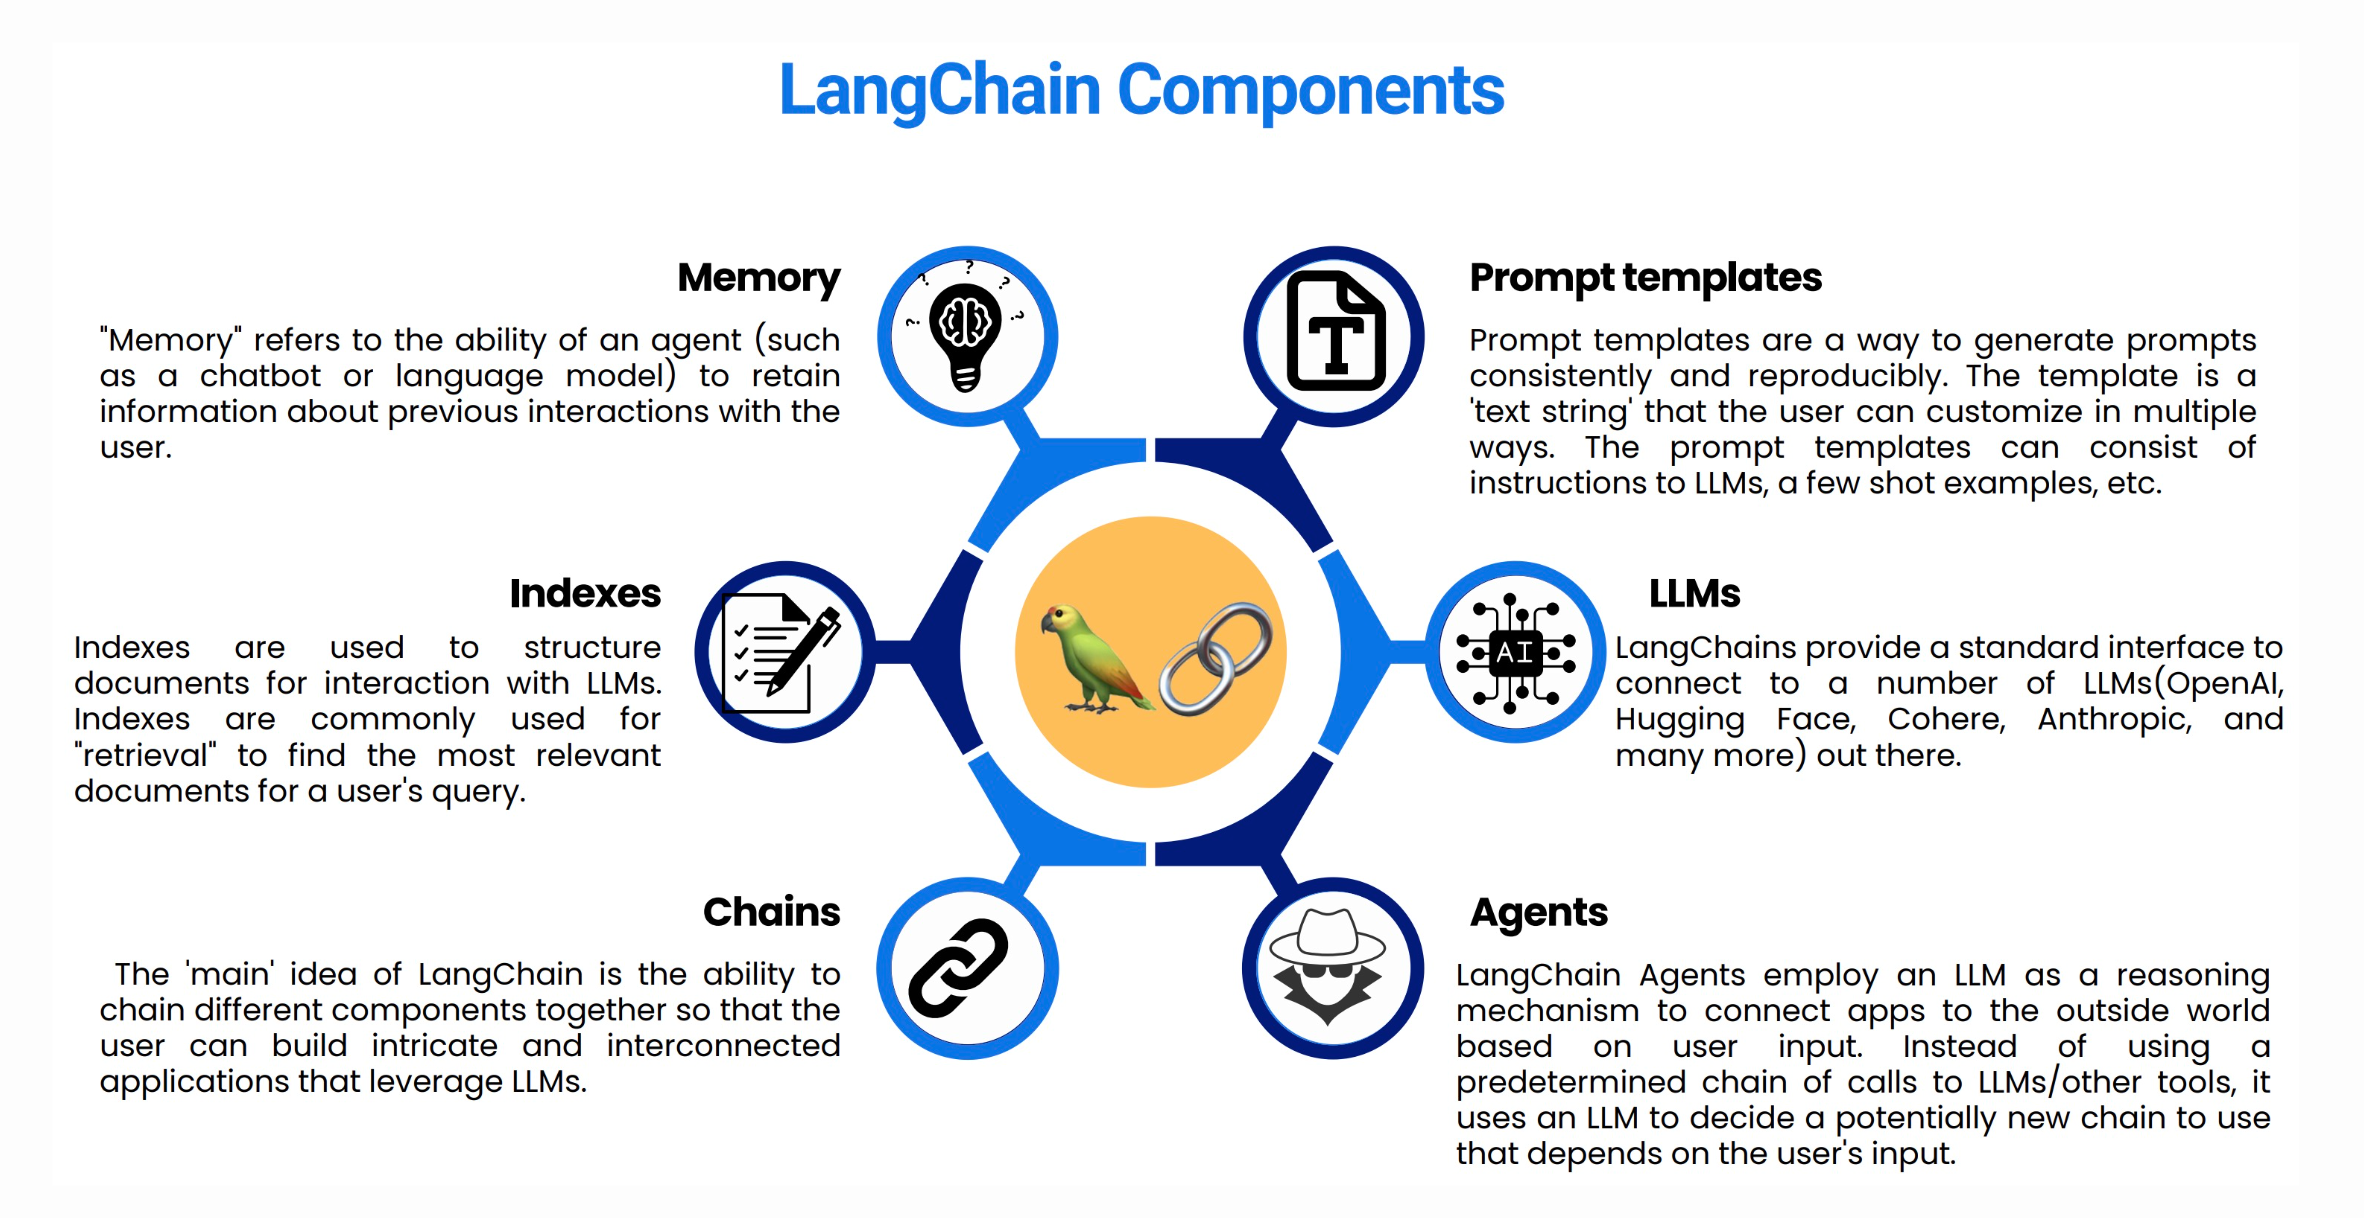 LangChain Components
Memory
"Memory" refers to the ability of an agent (such
as a chatbot or language model) to retain
information about previous interactions with the
user.
Prompt templates
Prompt templates are a way to generate prompts
consistently and reproducibly. The template is a
'text string' that the user can customize in multiple
ways. The prompt templates can consist of
instructions to LLMs, a few shot examples, etc.
Indexes
Indexes are used to structure
documents for interaction with LLMs.
Indexes are commonly used for
"retrieval" to find the most relevant
documents for a user's query.
AI
LLMs
LangChains provide a standard interface to
connect to a number of LLMs(OpenAI,
Hugging Face, Cohere, Anthropic, and
many more) out there.
Chains
The 'main' idea of LangChain is the ability to
chain different components together so that the
user can build intricate and interconnected
applications that leverage LLMs.
Agents
LangChain Agents employ an LLM as a reasoning
mechanism to connect apps to the outside world
based on user input. Instead of using a
predetermined chain of calls to LLMs/other tools, it
uses an LLM to decide a potentially new chain to use
that depends on the user's input.